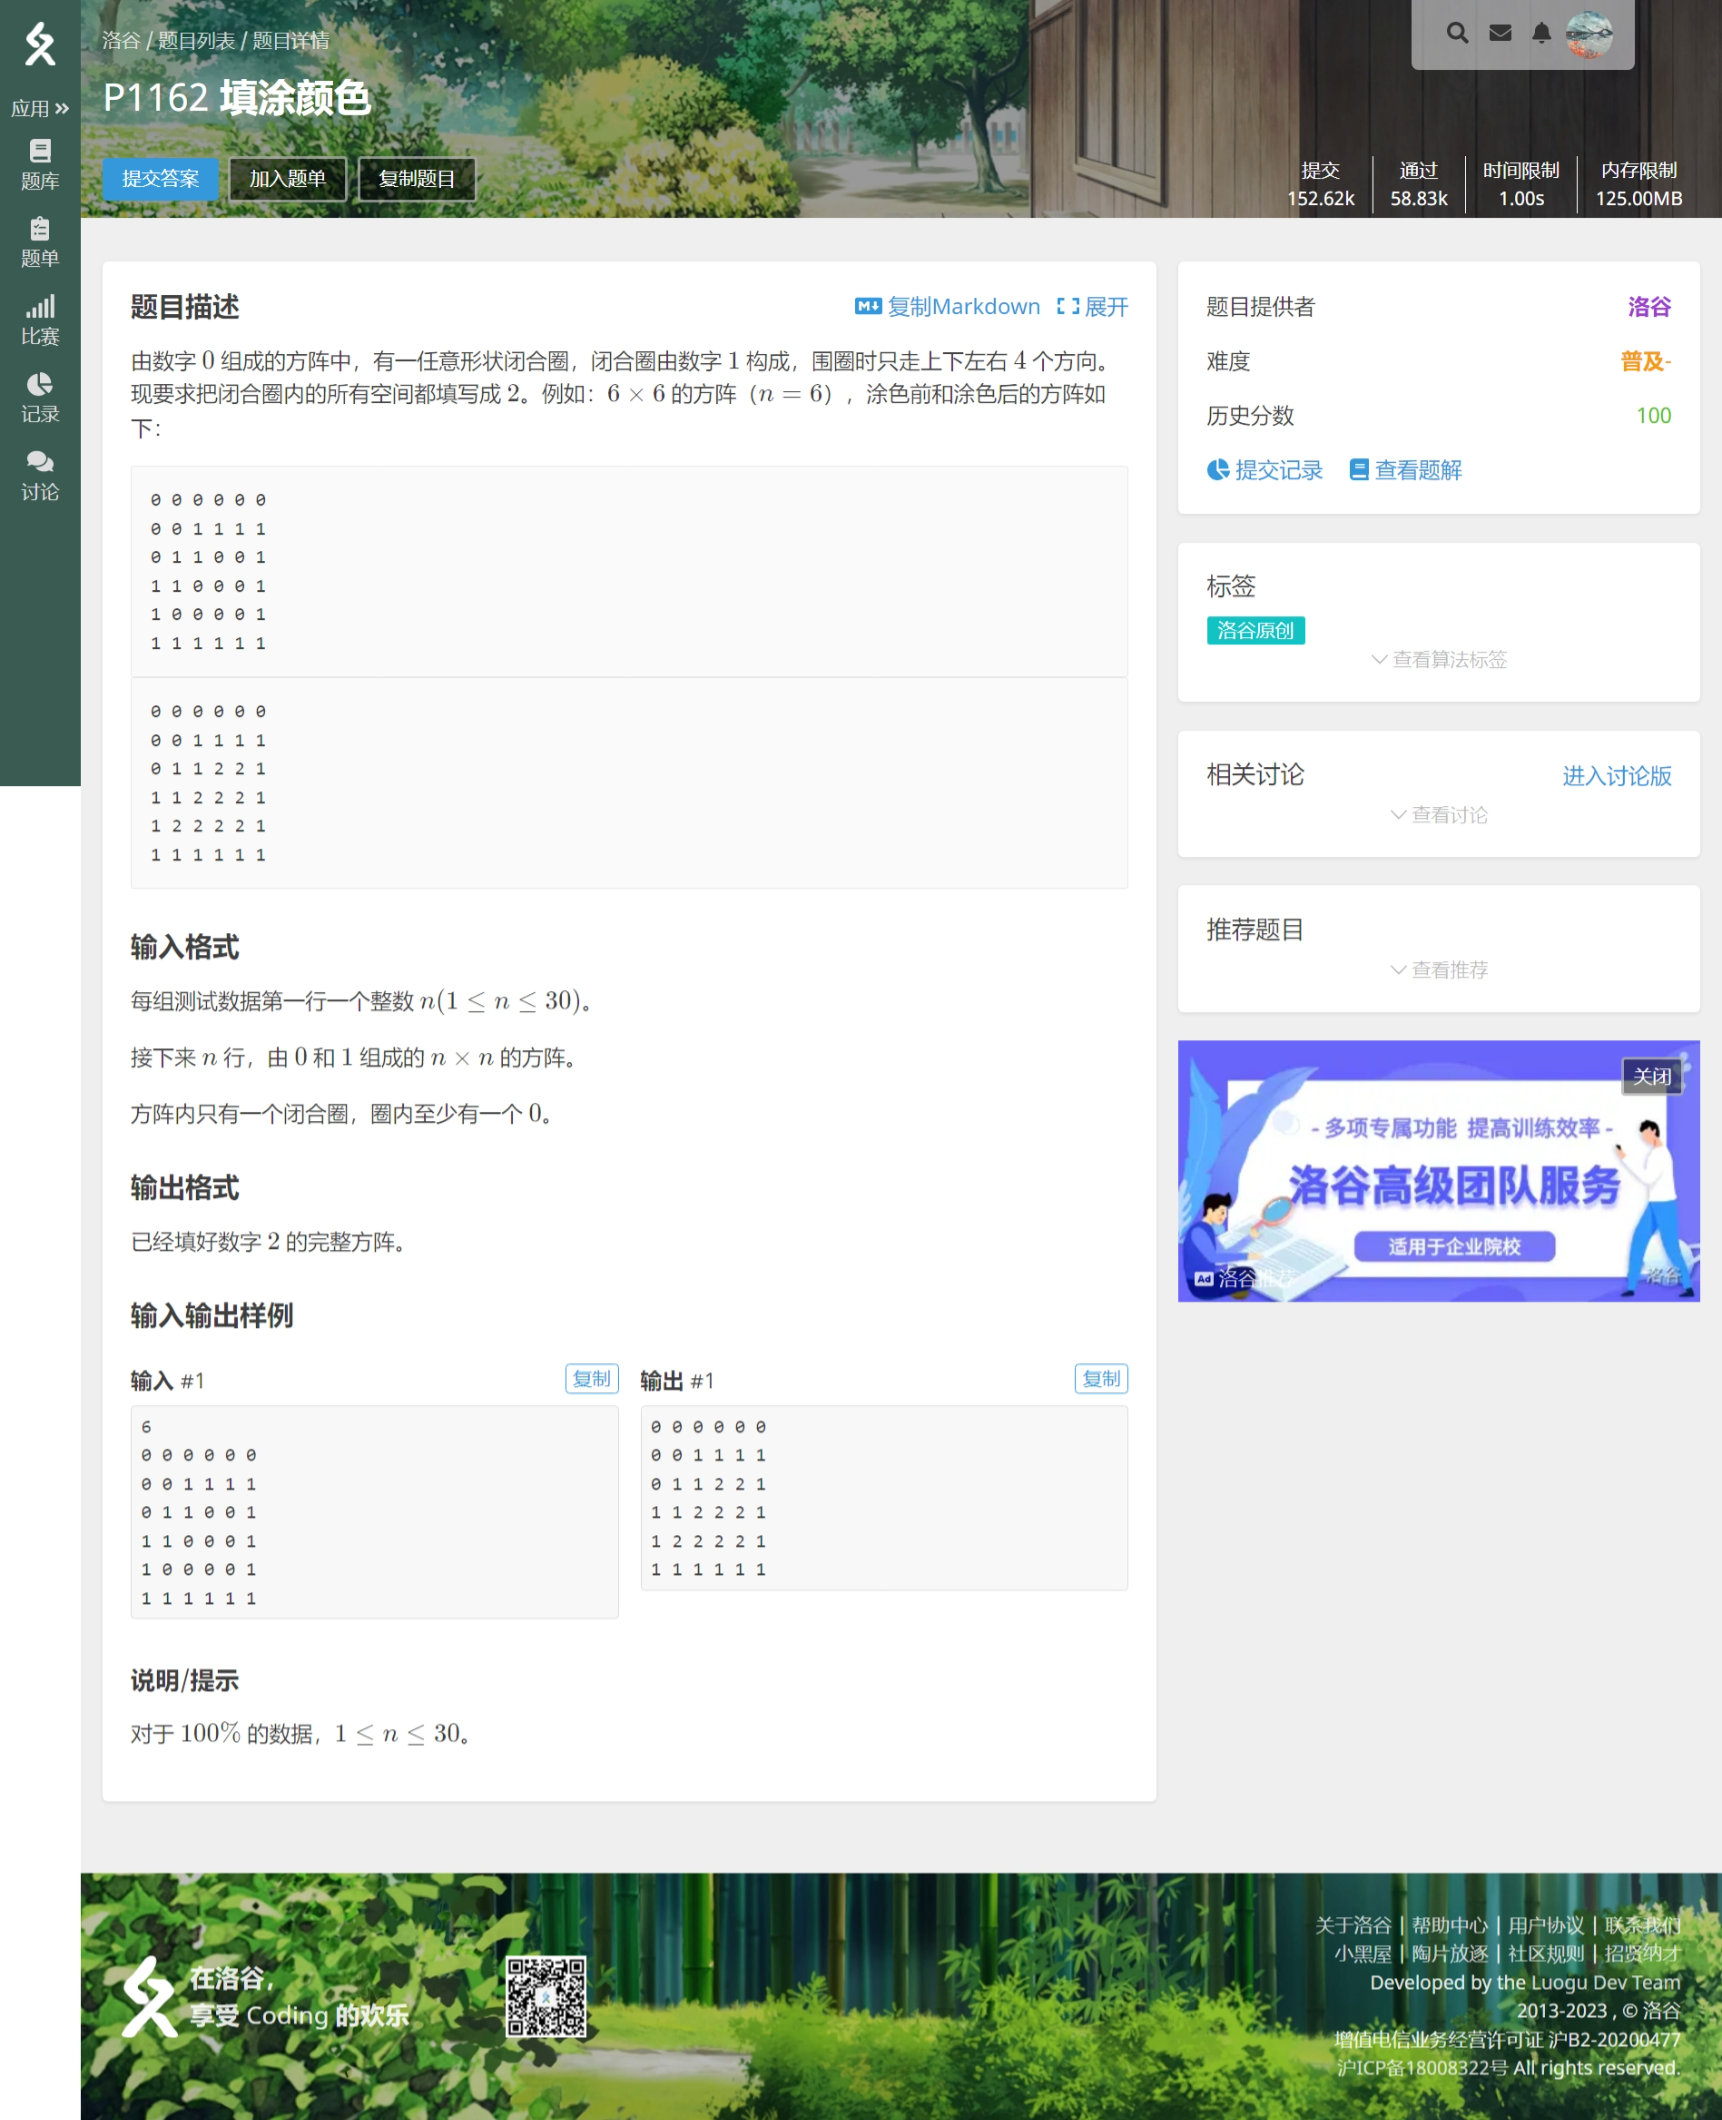 洛谷 / 题目列表 / 题目详情
P1162 填涂颜色
应用
题库
题单
比赛
记录
讨论
提交答案
加入题单
复制题目
提交
152.62k
通过
58.83k
时间限制
1.00s
内存限制
125.00MB
题目描述
复制Markdown
展开
由数字 0 组成的方阵中，有一任意形状闭合圈，闭合圈由数字 1 构成，围圈时只走上下左右 4 个方向。
现要求把闭合圈内的所有空间都填写成 2。例如：6 × 6 的方阵（n = 6），涂色前和涂色后的方阵如
下：
0 0 0 0 0 0
0 0 1 1 1 1
0 1 1 0 0 1
1 1 0 0 0 1
1 0 0 0 0 1
1 1 1 1 1 1
0 0 0 0 0 0
0 0 1 1 1 1
0 1 1 2 2 1
1 1 2 2 2 1
1 2 2 2 2 1
1 1 1 1 1 1
输入格式
每组测试数据第一行一个整数 n(1 ≤ n ≤ 30)。
接下来 n 行，由 0 和 1 组成的 n × n 的方阵。
方阵内只有一个闭合圈，圈内至少有一个 0。
输出格式
已经填好数字 2 的完整方阵。
输入输出样例
输入 #1
复制
6
0 0 0 0 0 0
0 0 1 1 1 1
0 1 1 0 0 1
1 1 0 0 0 1
1 0 0 0 0 1
1 1 1 1 1 1
输出 #1
复制
0 0 0 0 0 0
0 0 1 1 1 1
0 1 1 2 2 1
1 1 2 2 2 1
1 2 2 2 2 1
1 1 1 1 1 1
说明/提示
对于 100% 的数据，1 ≤ n ≤ 30。
题目提供者
洛谷
难度
普及-
历史分数
100
提交记录
查看题解
标签
洛谷原创
查看算法标签
相关讨论
进入讨论版
查看讨论
推荐题目
查看推荐
关闭
- 多项专属功能 提高训练效率 -
洛谷高级团队服务
适用于企业院校
Ad 洛谷推荐
洛谷
在洛谷，
享受 Coding 的欢乐
关于洛谷 | 帮助中心 | 用户协议 | 联系我们
小黑屋 | 陶片放逐 | 社区规则 | 招贤纳才
Developed by the Luogu Dev Team
2013-2023 , © 洛谷
增值电信业务经营许可证 沪B2-20200477
沪ICP备18008322号 All rights reserved.